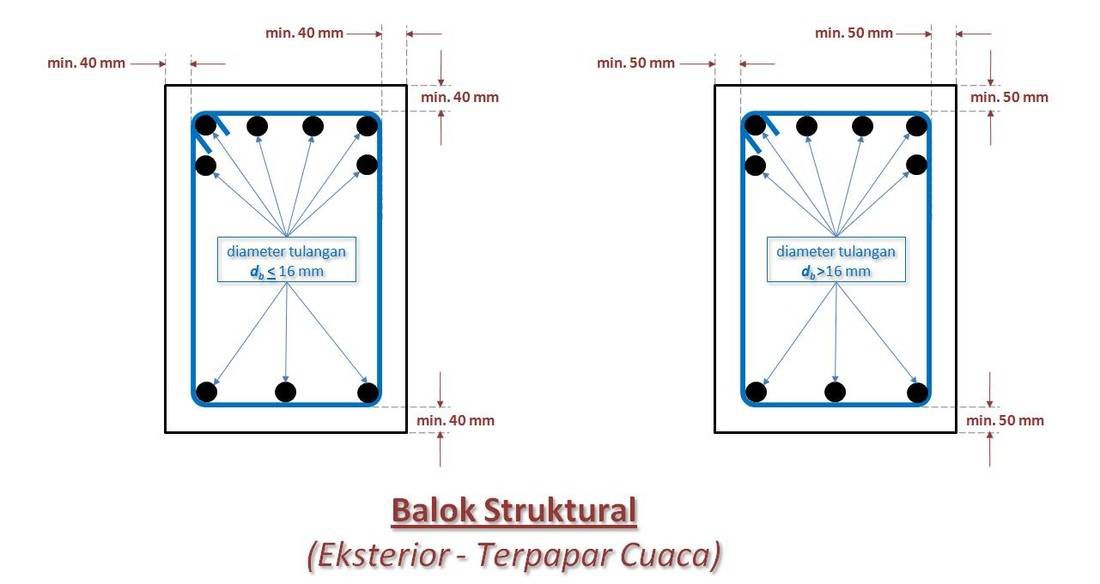 min. 40 mm
min. 40 mm
min. 40 mm
diameter tulangan
d_b ≤ 16 mm
min. 40 mm
min. 50 mm
min. 50 mm
min. 50 mm
diameter tulangan
d_b >16 mm
min. 50 mm
Balok Struktural
(Eksterior - Terpapar Cuaca)